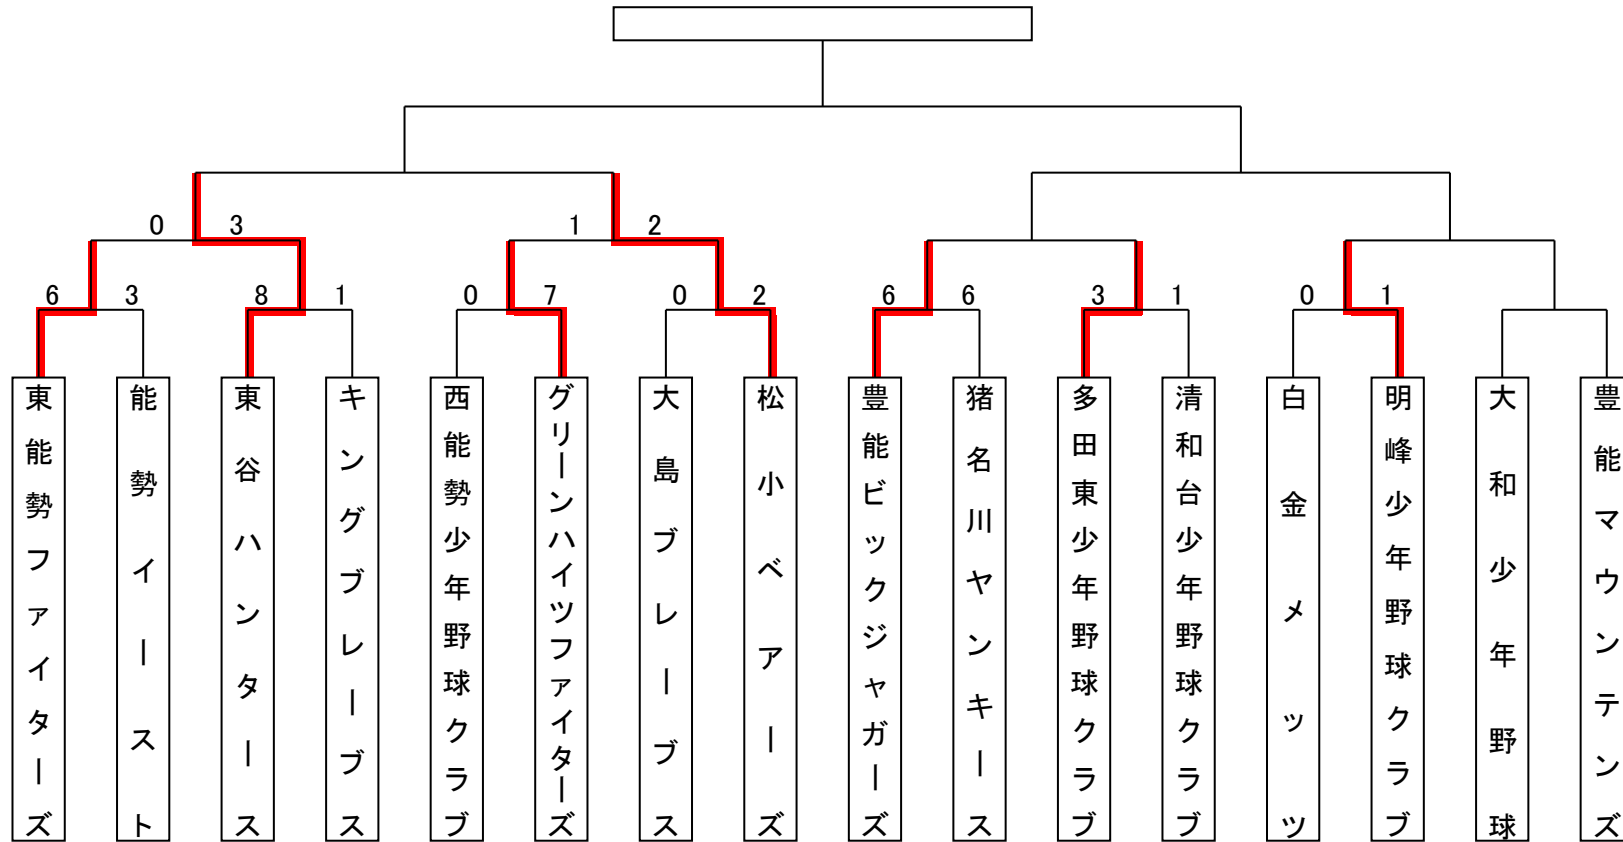 0 3 1 2
6 3 8 1 0 7 0 2 6 6 3 1 0 1
東能勢ファイターズ
能勢イースト
東谷ハンタース
キングブレーブス
西能勢少年野球クラブ
グリーンハイツファイターズ
大島ブレーブス
松小ベアーズ
豊能ビックジャガーズ
猪名川ヤンキース
多田東少年野球クラブ
清和台少年野球クラブ
白金メッツ
明峰少年野球クラブ
大和少年野球
豊能マウンテンズ